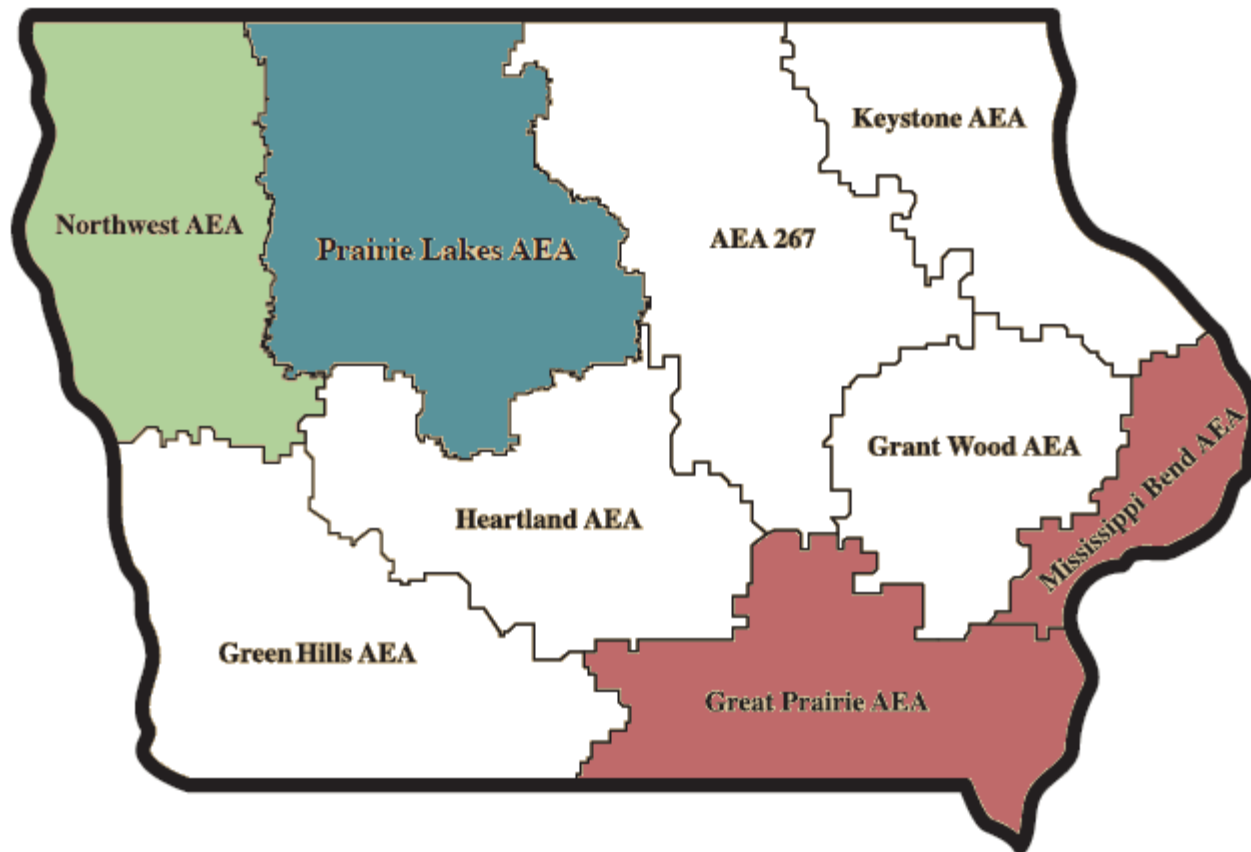 Keystone AEA
Northwest AEA
Prairie Lakes AEA
AEA 267
Grant Wood AEA
Mississippi Bend AEA
Heartland AEA
Green Hills AEA
Great Prairie AEA